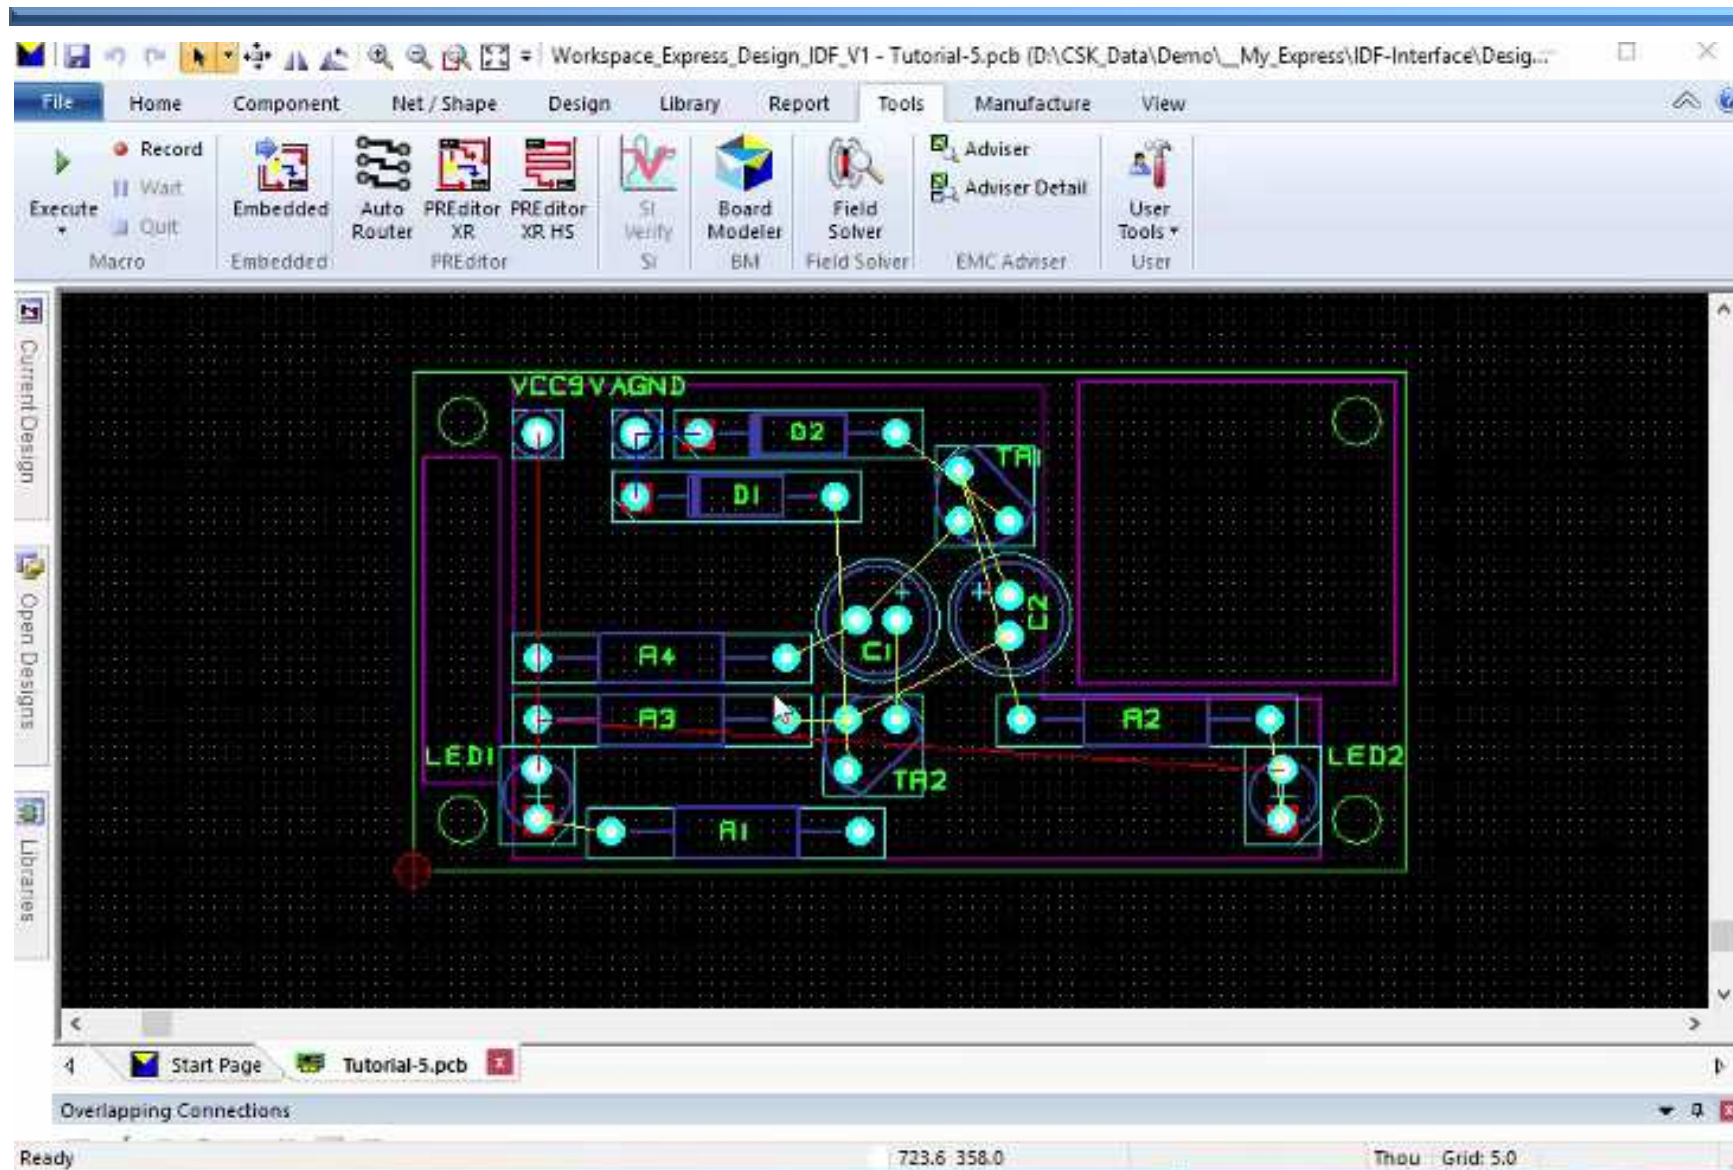 Workspace_Express_Design_IDF_V1 - Tutorial-5.pcb (D:\CSK_Data\Demo\__My_Express\IDF-Interface\Desig...
File Home Component Net / Shape Design Library Report Tools Manufacture View
Execute
Record
Wait
Quit
Macro
Embedded
Embedded
Auto Router
PREditor XR
PREditor XR HS
PREditor
SI Verify
SI
Board Modeler
BM
Field Solver
Field Solver
Adviser
Adviser Detail
EMC Adviser
User Tools
User
Current Design
Open Designs
Libraries
VCC9V AGND
D2
TR1
D1
C2
C1
R4
R3
R2
LED1
LED2
TR2
R1
Start Page Tutorial-5.pcb
Overlapping Connections
Ready 723.6 358.0 Thou Grid: 5.0